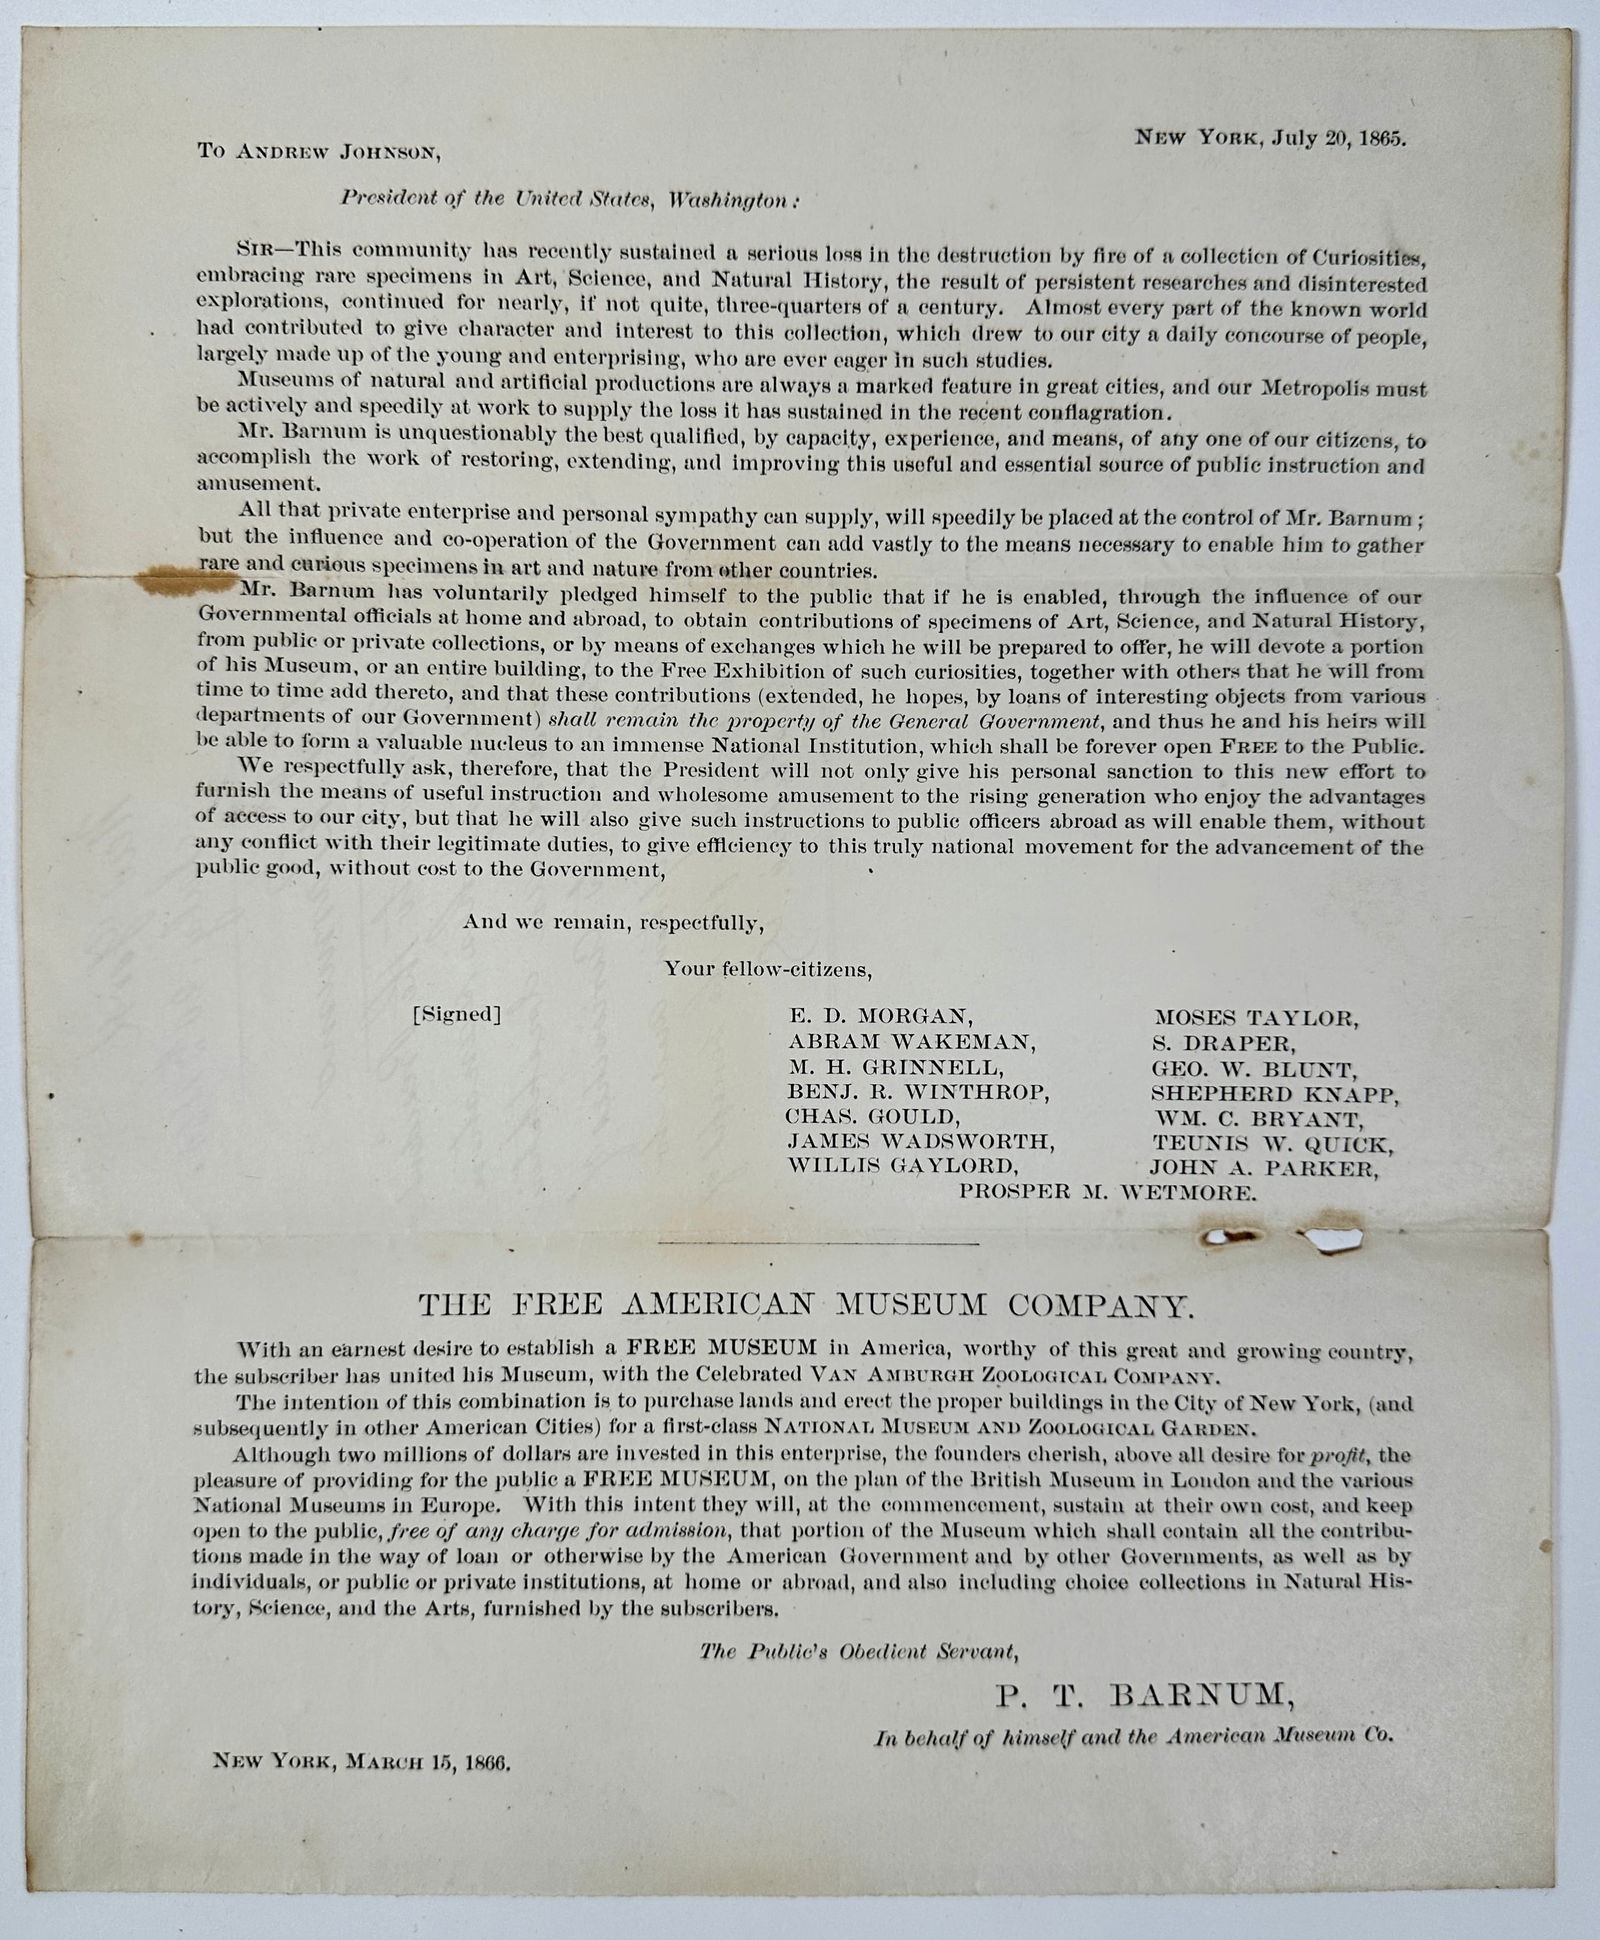 NEW YORK, July 20, 1865.
TO ANDREW JOHNSON,
President of the United States, Washington:
SIR—This community has recently sustained a serious loss in the destruction by fire of a collection of Curiosities,
embracing rare specimens in Art, Science, and Natural History, the result of persistent researches and disinterested
explorations, continued for nearly, if not quite, three-quarters of a century. Almost every part of the known world
had contributed to give character and interest to this collection, which drew to our city a daily concourse of people,
largely made up of the young and enterprising, who are ever eager in such studies.
Museums of natural and artificial productions are always a marked feature in great cities, and our Metropolis must
be actively and speedily at work to supply the loss it has sustained in the recent conflagration.
Mr. Barnum is unquestionably the best qualified, by capacity, experience, and means, of any one of our citizens, to
accomplish the work of restoring, extending, and improving this useful and essential source of public instruction and
amusement.
All that private enterprise and personal sympathy can supply, will speedily be placed at the control of Mr. Barnum;
but the influence and co-operation of the Government can add vastly to the means necessary to enable him to gather
rare and curious specimens in art and nature from other countries.
Mr. Barnum has voluntarily pledged himself to the public that if he is enabled, through the influence of our
Governmental officials at home and abroad, to obtain contributions of specimens of Art, Science, and Natural History,
from public or private collections, or by means of exchanges which he will be prepared to offer, he will devote a portion
of his Museum, or an entire building, to the Free Exhibition of such curiosities, together with others that he will from
time to time add thereto, and that these contributions (extended, he hopes, by loans of interesting objects from various
departments of our Government) shall remain the property of the General Government, and thus he and his heirs will
be able to form a valuable nucleus to an immense National Institution, which shall be forever open FREE to the Public.
We respectfully ask, therefore, that the President will not only give his personal sanction to this new effort to
furnish the means of useful instruction and wholesome amusement to the rising generation who enjoy the advantages
of access to our city, but that he will also give such instructions to public officers abroad as will enable them, without
any conflict with their legitimate duties, to give efficiency to this truly national movement for the advancement of the
public good, without cost to the Government,
And we remain, respectfully,
Your fellow-citizens,
[Signed] E. D. MORGAN, MOSES TAYLOR,
ABRAM WAKEMAN, S. DRAPER,
M. H. GRINNELL, GEO. W. BLUNT,
BENJ. R. WINTHROP, SHEPHERD KNAPP,
CHAS. GOULD, WM. C. BRYANT,
JAMES WADSWORTH, TEUNIS W. QUICK,
WILLIS GAYLORD, JOHN A. PARKER,
PROSPER M. WETMORE.
THE FREE AMERICAN MUSEUM COMPANY.
With an earnest desire to establish a FREE MUSEUM in America, worthy of this great and growing country,
the subscriber has united his Museum, with the Celebrated VAN AMBURGH ZOOLOGICAL COMPANY.
The intention of this combination is to purchase lands and erect the proper buildings in the City of New York, (and
subsequently in other American Cities) for a first-class NATIONAL MUSEUM AND ZOOLOGICAL GARDEN.
Although two millions of dollars are invested in this enterprise, the founders cherish, above all desire for profit, the
pleasure of providing for the public a FREE MUSEUM, on the plan of the British Museum in London and the various
National Museums in Europe. With this intent they will, at the commencement, sustain at their own cost, and keep
open to the public, free of any charge for admission, that portion of the Museum which shall contain all the contribu-
tions made in the way of loan or otherwise by the American Government and by other Governments, as well as by
individuals, or public or private institutions, at home or abroad, and also including choice collections in Natural His-
tory, Science, and the Arts, furnished by the subscribers.
The Public's Obedient Servant,
P. T. BARNUM,
In behalf of himself and the American Museum Co.
NEW YORK, MARCH 15, 1866.